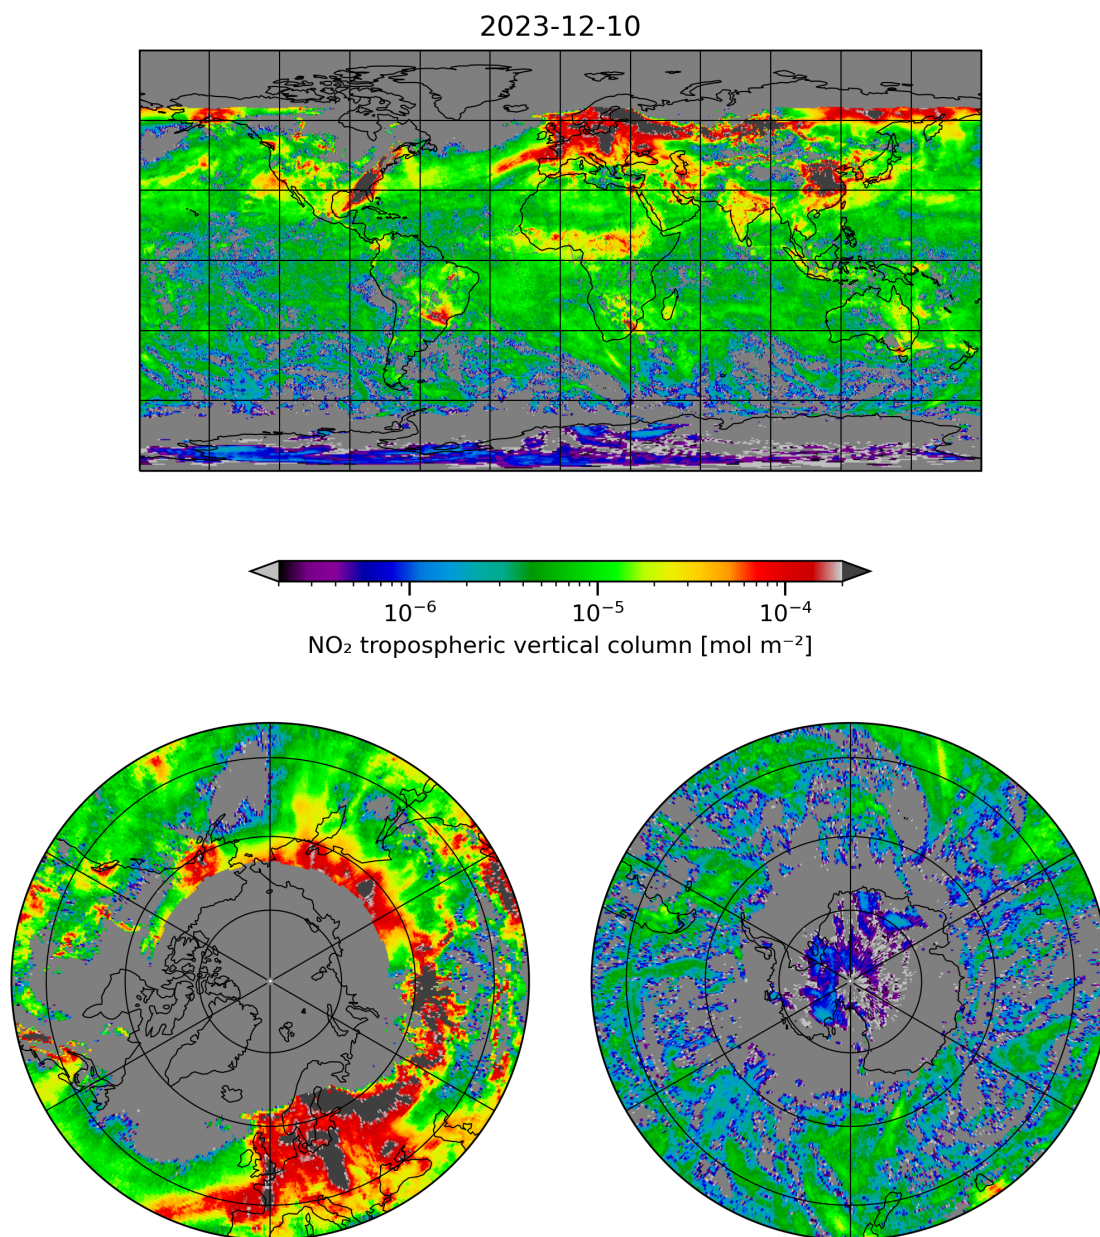 2023-12-10
10⁻⁶ 10⁻⁵ 10⁻⁴
NO₂ tropospheric vertical column [mol m⁻²]